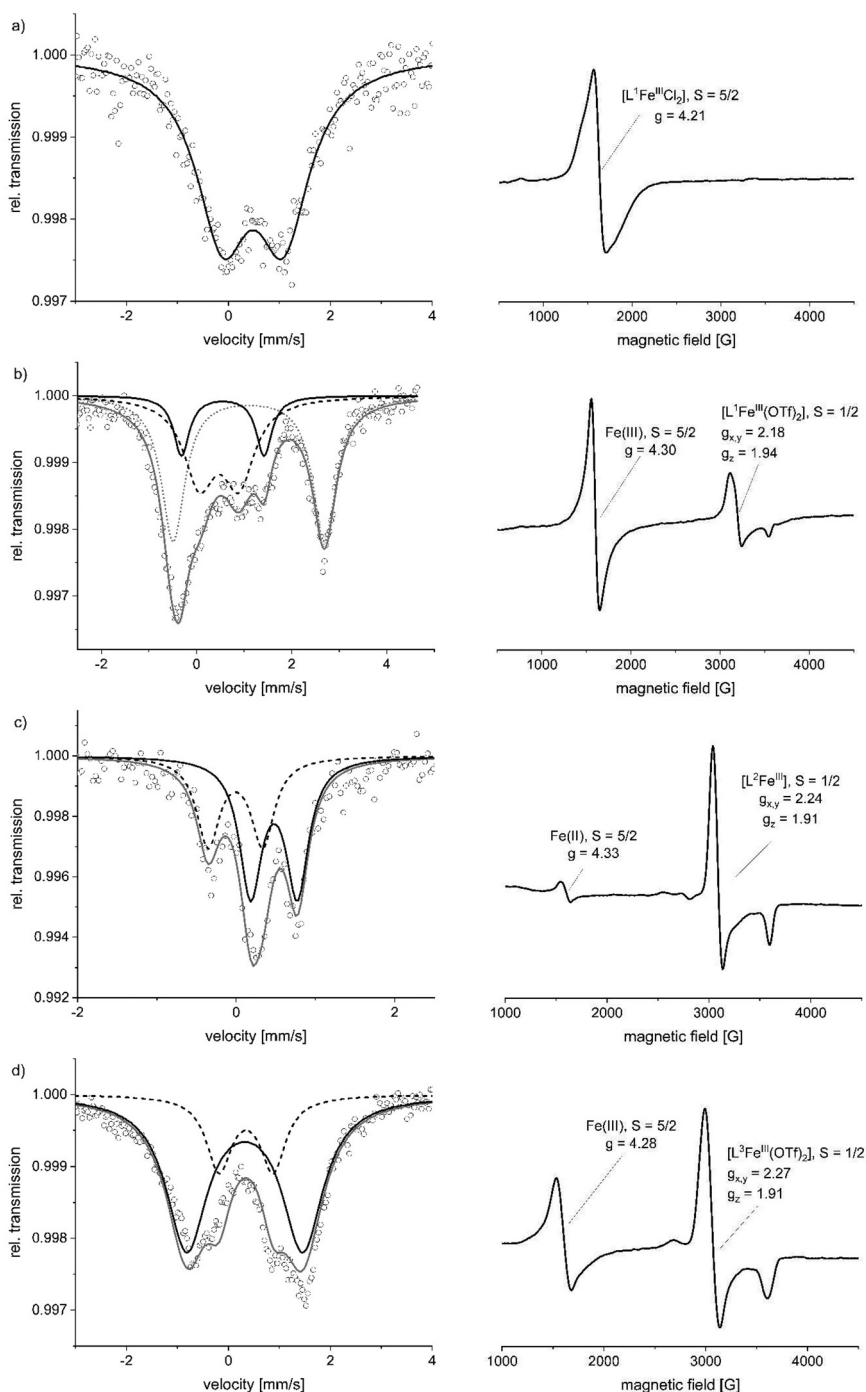 a)
1.000
0.999
0.998
0.997
rel. transmission
-2
0
2
4
velocity [mm/s]
[L¹FeᴵᴵᴵCl₂], S = 5/2
g = 4.21
1000
2000
3000
4000
magnetic field [G]
b)
1.000
0.999
0.998
0.997
rel. transmission
-2
0
2
4
velocity [mm/s]
Fe(III), S = 5/2
g = 4.30
[L¹Feᴵᴵᴵ(OTf)₂], S = 1/2
gx,y = 2.18
gz = 1.94
1000
2000
3000
4000
magnetic field [G]
c)
1.000
0.998
0.996
0.994
0.992
rel. transmission
-2
0
2
velocity [mm/s]
Fe(II), S = 5/2
g = 4.33
[L²Feᴵᴵᴵ], S = 1/2
gx,y = 2.24
gz = 1.91
1000
2000
3000
4000
magnetic field [G]
d)
1.000
0.999
0.998
0.997
rel. transmission
-2
0
2
4
velocity [mm/s]
Fe(III), S = 5/2
g = 4.28
[L³Feᴵᴵᴵ(OTf)₂], S = 1/2
gx,y = 2.27
gz = 1.91
1000
2000
3000
4000
magnetic field [G]